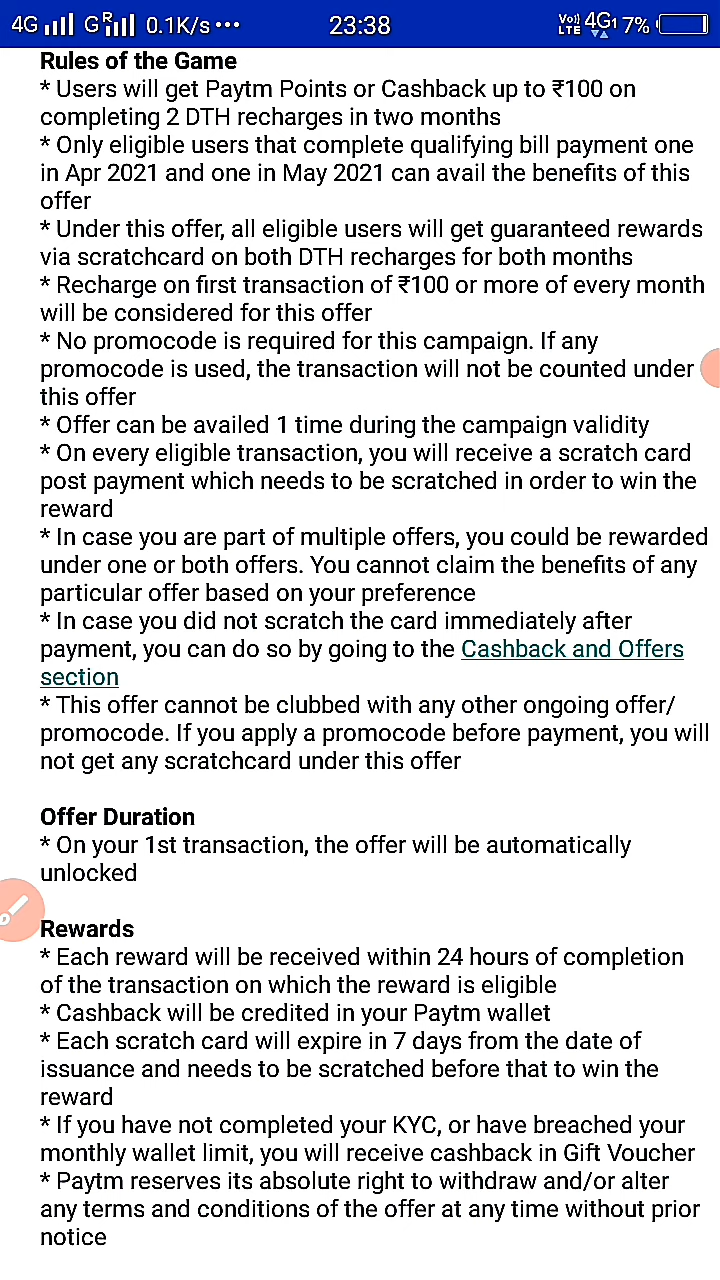 4G G R 0.1K/s ••• 23:38 Vo)) LTE 4G1 7%
Rules of the Game
* Users will get Paytm Points or Cashback up to ₹100 on
completing 2 DTH recharges in two months
* Only eligible users that complete qualifying bill payment one
in Apr 2021 and one in May 2021 can avail the benefits of this
offer
* Under this offer, all eligible users will get guaranteed rewards
via scratchcard on both DTH recharges for both months
* Recharge on first transaction of ₹100 or more of every month
will be considered for this offer
* No promocode is required for this campaign. If any
promocode is used, the transaction will not be counted under
this offer
* Offer can be availed 1 time during the campaign validity
* On every eligible transaction, you will receive a scratch card
post payment which needs to be scratched in order to win the
reward
* In case you are part of multiple offers, you could be rewarded
under one or both offers. You cannot claim the benefits of any
particular offer based on your preference
* In case you did not scratch the card immediately after
payment, you can do so by going to the Cashback and Offers
section
* This offer cannot be clubbed with any other ongoing offer/
promocode. If you apply a promocode before payment, you will
not get any scratchcard under this offer
Offer Duration
* On your 1st transaction, the offer will be automatically
unlocked
Rewards
* Each reward will be received within 24 hours of completion
of the transaction on which the reward is eligible
* Cashback will be credited in your Paytm wallet
* Each scratch card will expire in 7 days from the date of
issuance and needs to be scratched before that to win the
reward
* If you have not completed your KYC, or have breached your
monthly wallet limit, you will receive cashback in Gift Voucher
* Paytm reserves its absolute right to withdraw and/or alter
any terms and conditions of the offer at any time without prior
notice